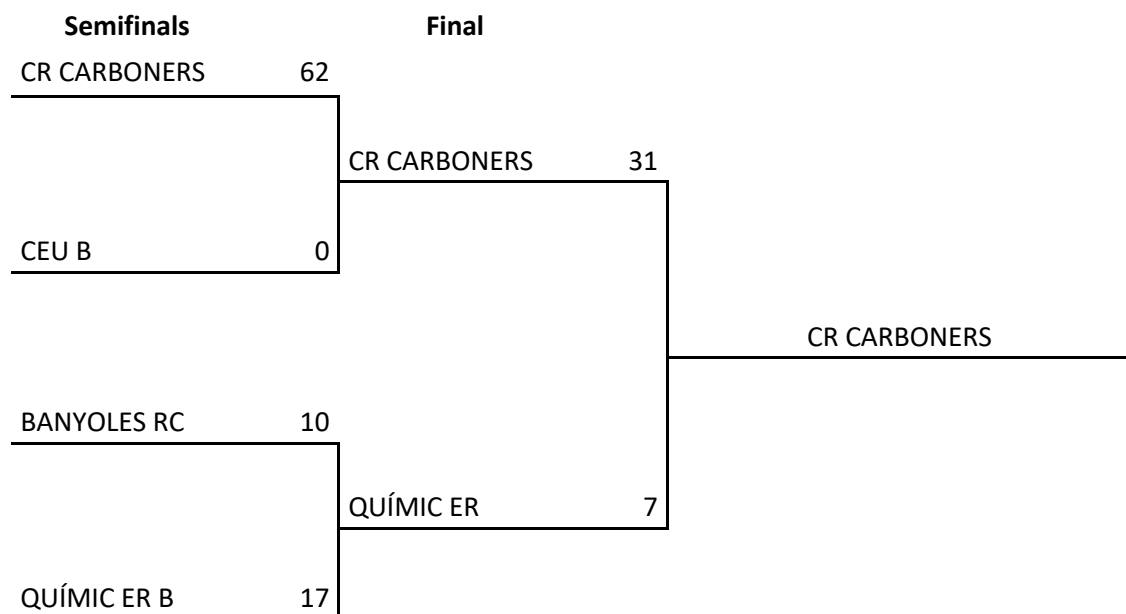 Semifinals Final
CR CARBONERS 62
CR CARBONERS 31
CEU B 0
CR CARBONERS
BANYOLES RC 10
QUÍMIC ER 7
QUÍMIC ER B 17